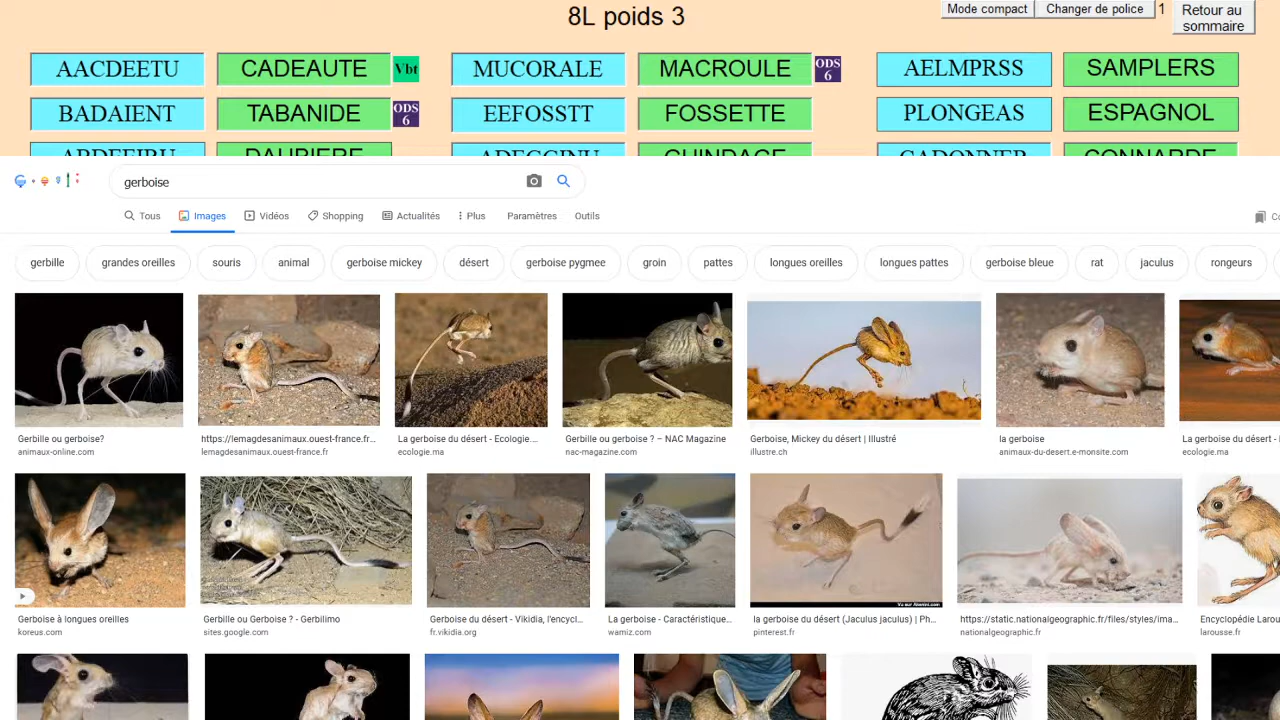 8L poids 3
Mode compact Changer de police 1 Retour au
sommaire
AACDEETU CADEAUTE Vbt MUCORALE MACROULE ODS 6 AELMPRSS SAMPLERS
BADAIENT TABANIDE ODS 6 EEFOSSTT FOSSETTE PLONGEAS ESPAGNOL
gerboise
Tous Images Vidéos Shopping Actualités Plus Paramètres Outils
gerbille grandes oreilles souris animal gerboise mickey désert gerboise pygmee groin pattes longues oreilles longues pattes gerboise bleue rat jaculus rongeurs
Gerbille ou gerboise? https://lemagdesanimaux.ouest-france.fr... La gerboise du désert - Ecologie.... Gerbille ou gerboise ? – NAC Magazine Gerboise, Mickey du désert | Illustré la gerboise La gerboise du désert -
animaux-online.com lemagdesanimaux.ouest-france.fr ecologie.ma nac-magazine.com illustre.ch animaux-du-desert.e-monsite.com ecologie.ma
Gerboise à longues oreilles Gerbille ou Gerboise ? - Gerbilimo Gerboise du désert - Vikidia, l'encycl... La gerboise - Caractéristique... la gerboise du désert (Jaculus jaculus) | Ph... https://static.nationalgeographic.fr/files/styles/ima... Encyclopédie Larou
koreus.com sites.google.com fr.vikidia.org wamiz.com pinterest.fr nationalgeographic.fr larousse.fr